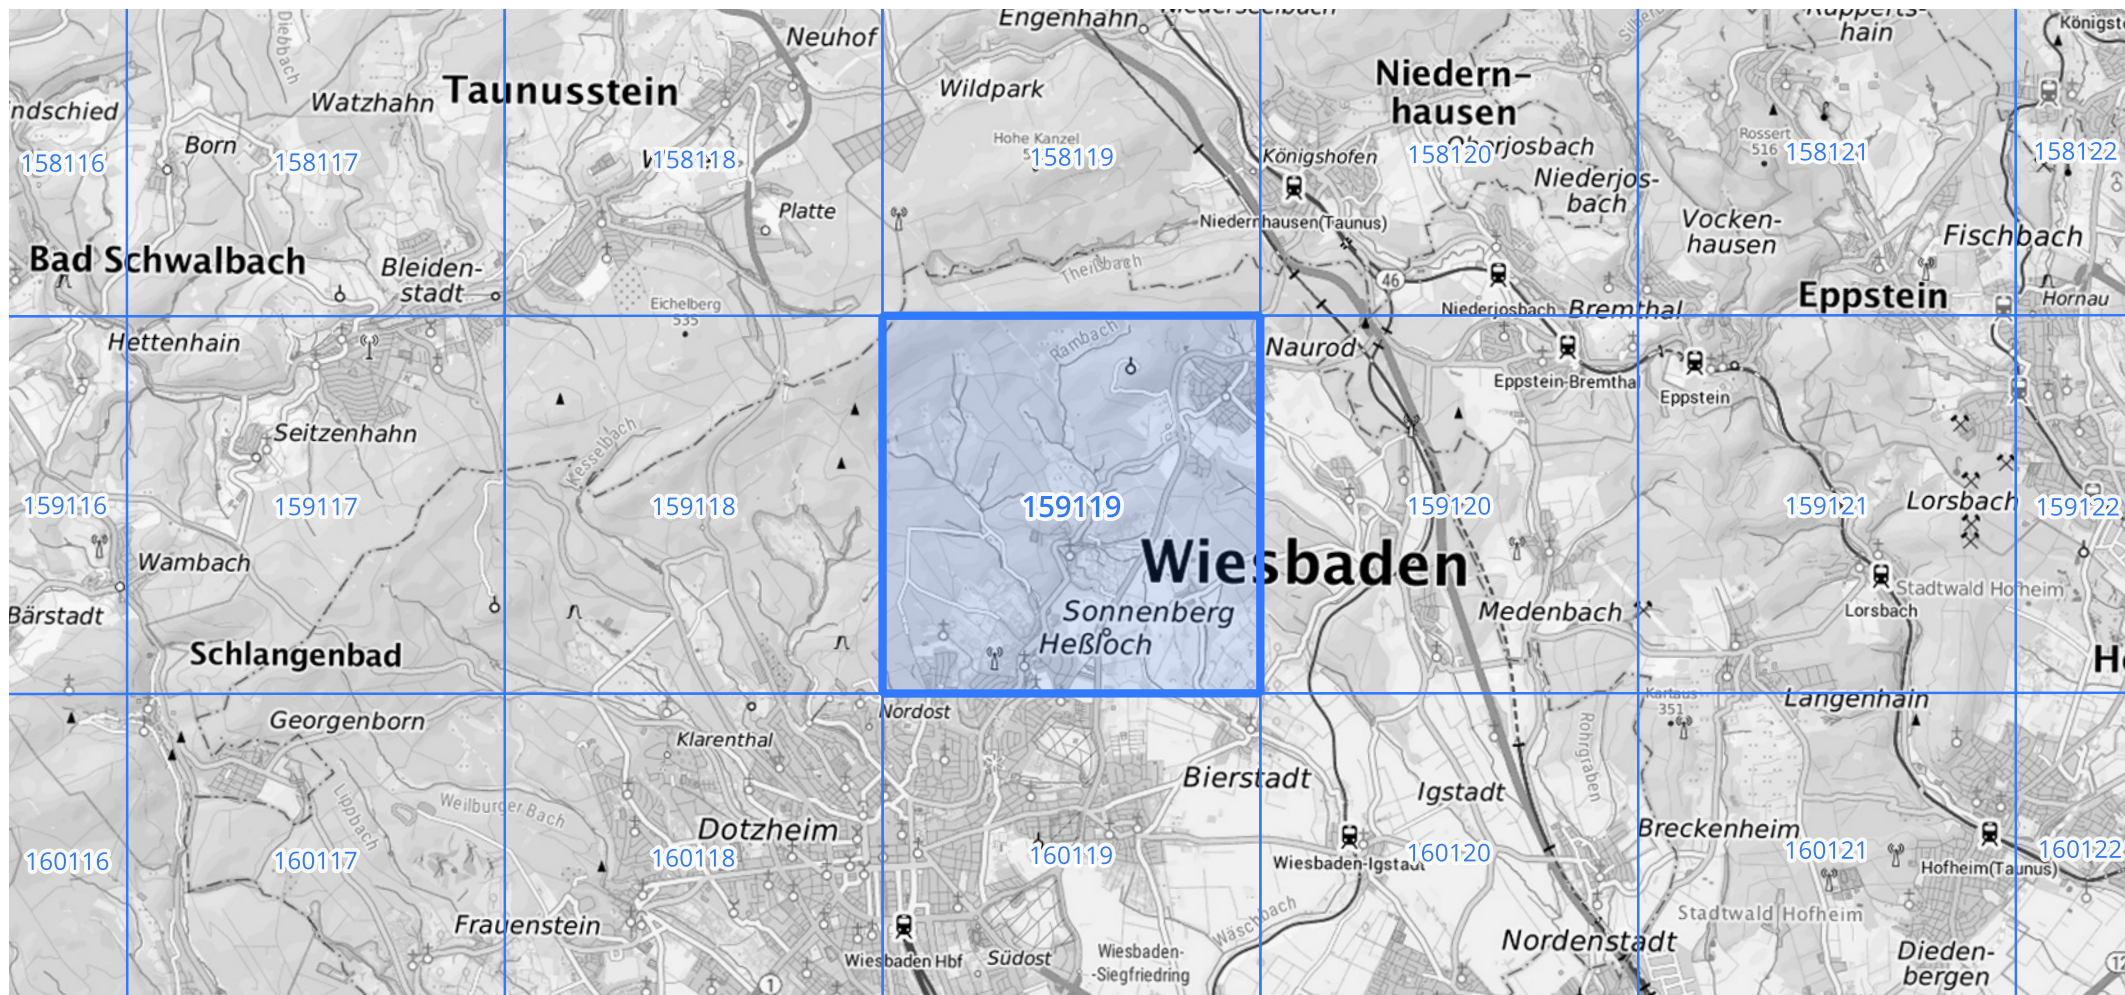 Engenhahn
Neuhof
hain
Königst
Dießbach
Wildpark
Niedern-
hausen
Taunusstein
Watzhahn
ndschied
Born
Hohe Kanzel
Rossert
516
Königshofen
Oberjosbach
158116
158117
158118
158119
158120
158121
158122
Niederjos-
bach
Platte
Niedernhausen(Taunus)
Vocken-
hausen
Fischbach
Bad Schwalbach
Bleiden-
stadt
Theißbach
46
Eichelberg
535
Niederjosbach
Bremthal
Eppstein
Hornau
Hettenhain
Rambach
Naurod
Eppstein-Bremthal
Eppstein
Seitzenhahn
Kesselbach
Lorsbach
159116
159117
159118
159119
159120
159121
159122
Wambach
Wiesbaden
Stadtwald Hofheim
Lorsbach
Bärstadt
Sonnenberg
Heßloch
Medenbach
Schlangenbad
H
Langenhain
351
Georgenborn
Nordost
Klarenthal
Rohrgraben
Bierstadt
Igstadt
Lippbach
Weilburger Bach
Dotzheim
Breckenheim
160116
160117
160118
160119
160120
160121
160122
Wiesbaden-Igstadt
Hofheim(Taunus)
Frauenstein
Wäschbach
Stadtwald Hofheim
Nordenstadt
Wiesbaden Hbf
Südost
Wiesbaden-
-Siegfriedring
Dieden-
bergen
1
12